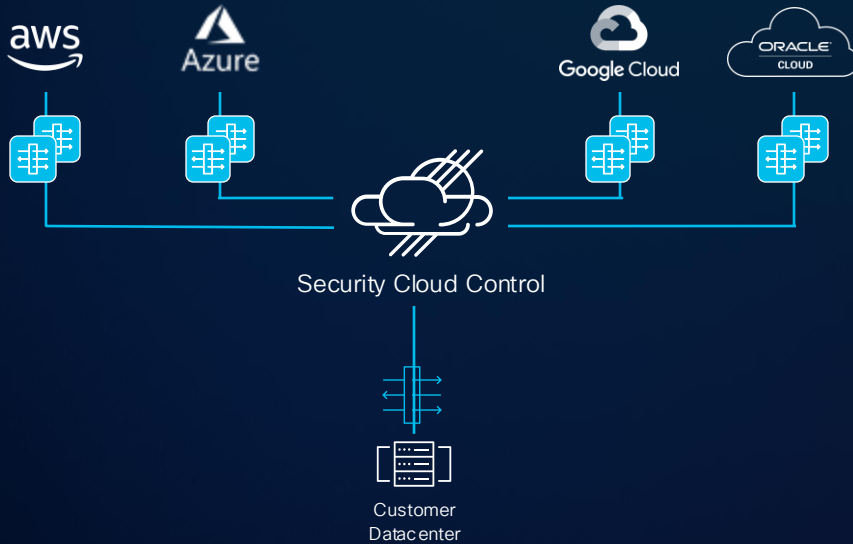 aws
Azure
Google Cloud
ORACLE
CLOUD
Security Cloud Control
Customer
Datacenter